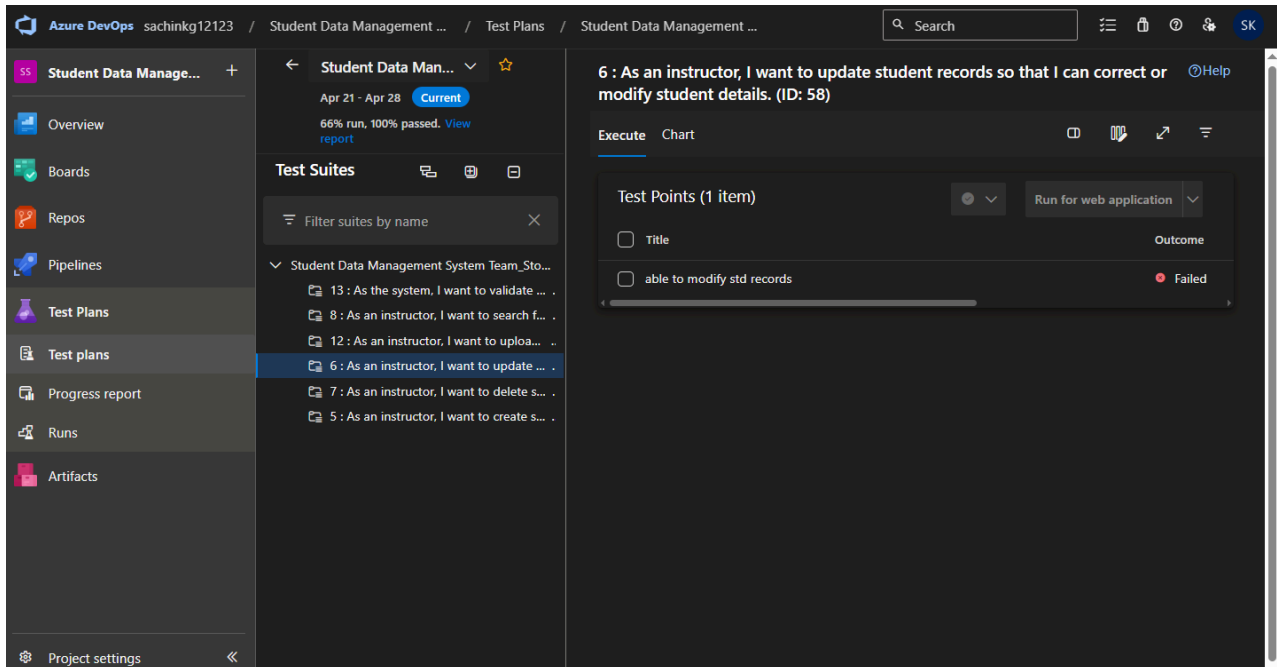 Azure DevOps sachinkg12123 / Student Data Management ... / Test Plans / Student Data Management ... Search SK
SS Student Data Manage... +
Overview
Boards
Repos
Pipelines
Test Plans
Test plans
Progress report
Runs
Artifacts
Project settings
Student Data Man...
Apr 21 - Apr 28 Current
66% run, 100% passed. View
report
Test Suites
Filter suites by name
Student Data Management System Team_Sto...
13 : As the system, I want to validate ... .
8 : As an instructor, I want to search f... .
12 : As an instructor, I want to uploa... ..
6 : As an instructor, I want to update ... .
7 : As an instructor, I want to delete s... .
5 : As an instructor, I want to create s... .
6 : As an instructor, I want to update student records so that I can correct or
modify student details. (ID: 58)
Help
Execute Chart
Test Points (1 item) Run for web application
Title Outcome
able to modify std records Failed